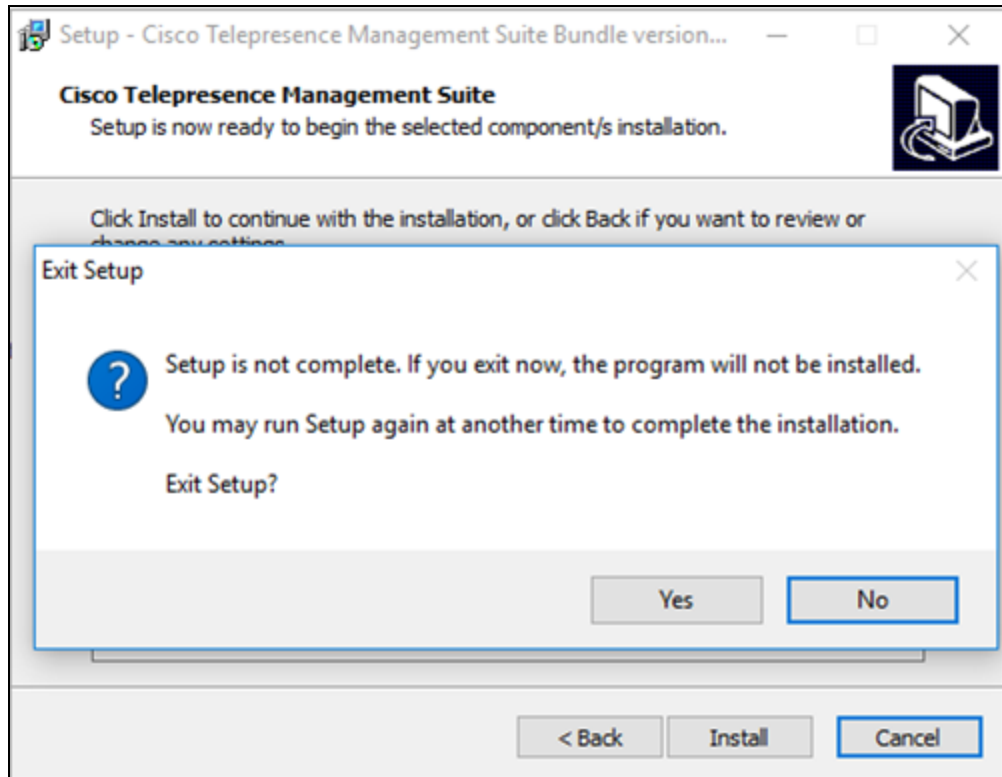 Setup - Cisco Telepresence Management Suite Bundle version...
Cisco Telepresence Management Suite
Setup is now ready to begin the selected component/s installation.
Click Install to continue with the installation, or click Back if you want to review or
change any settings.
Exit Setup
Setup is not complete. If you exit now, the program will not be installed.
You may run Setup again at another time to complete the installation.
Exit Setup?
Yes
No
< Back
Install
Cancel